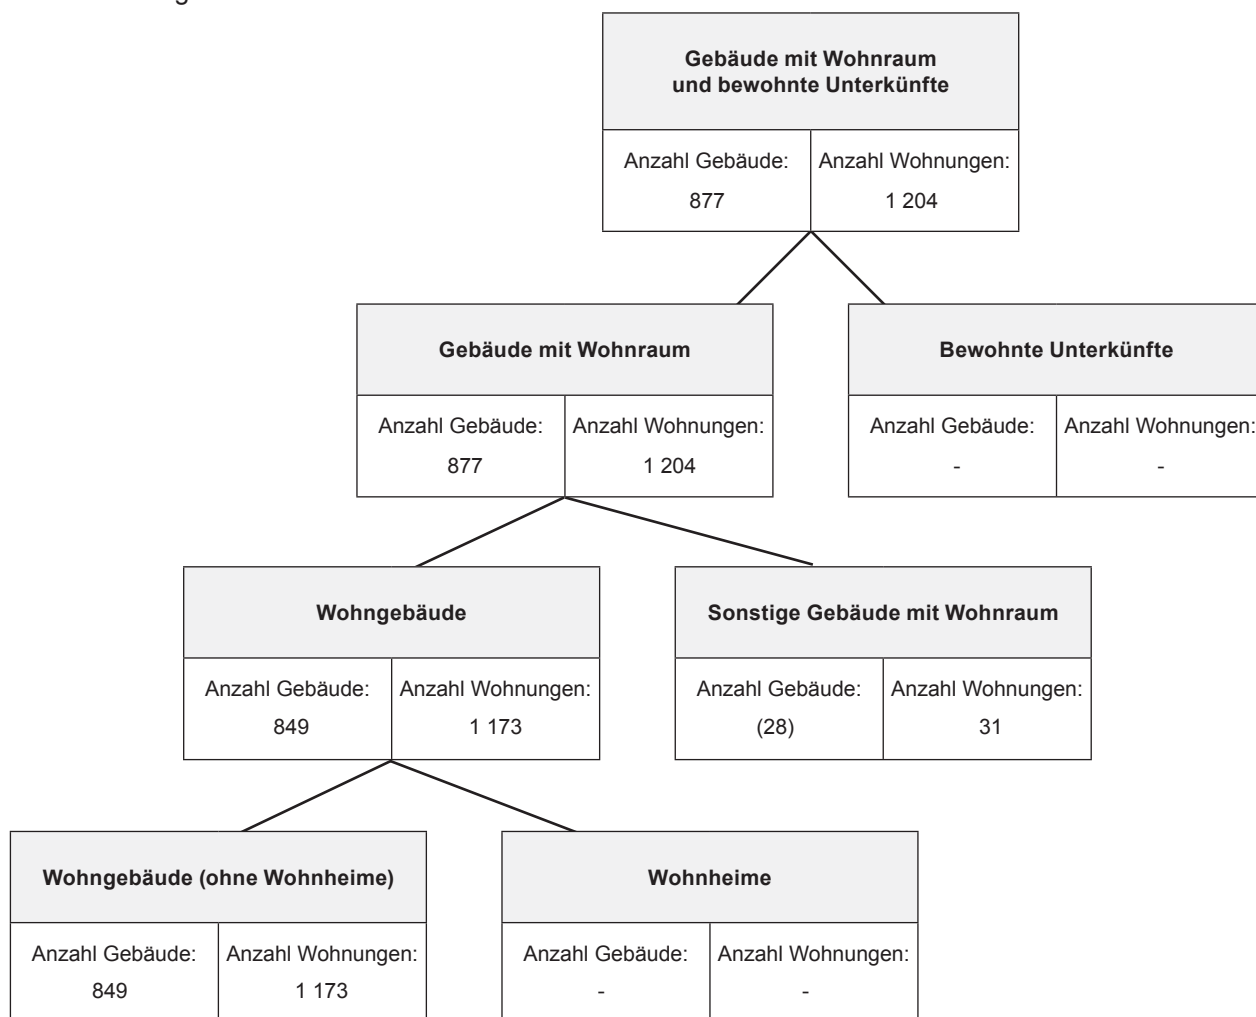 Gebäude mit Wohnraum
und bewohnte Unterkünfte
Anzahl Gebäude: Anzahl Wohnungen:
877 1 204
Gebäude mit Wohnraum Bewohnte Unterkünfte
Anzahl Gebäude: Anzahl Wohnungen: Anzahl Gebäude: Anzahl Wohnungen:
877 1 204 - -
Wohngebäude Sonstige Gebäude mit Wohnraum
Anzahl Gebäude: Anzahl Wohnungen: Anzahl Gebäude: Anzahl Wohnungen:
849 1 173 (28) 31
Wohngebäude (ohne Wohnheime) Wohnheime
Anzahl Gebäude: Anzahl Wohnungen: Anzahl Gebäude: Anzahl Wohnungen:
849 1 173 - -